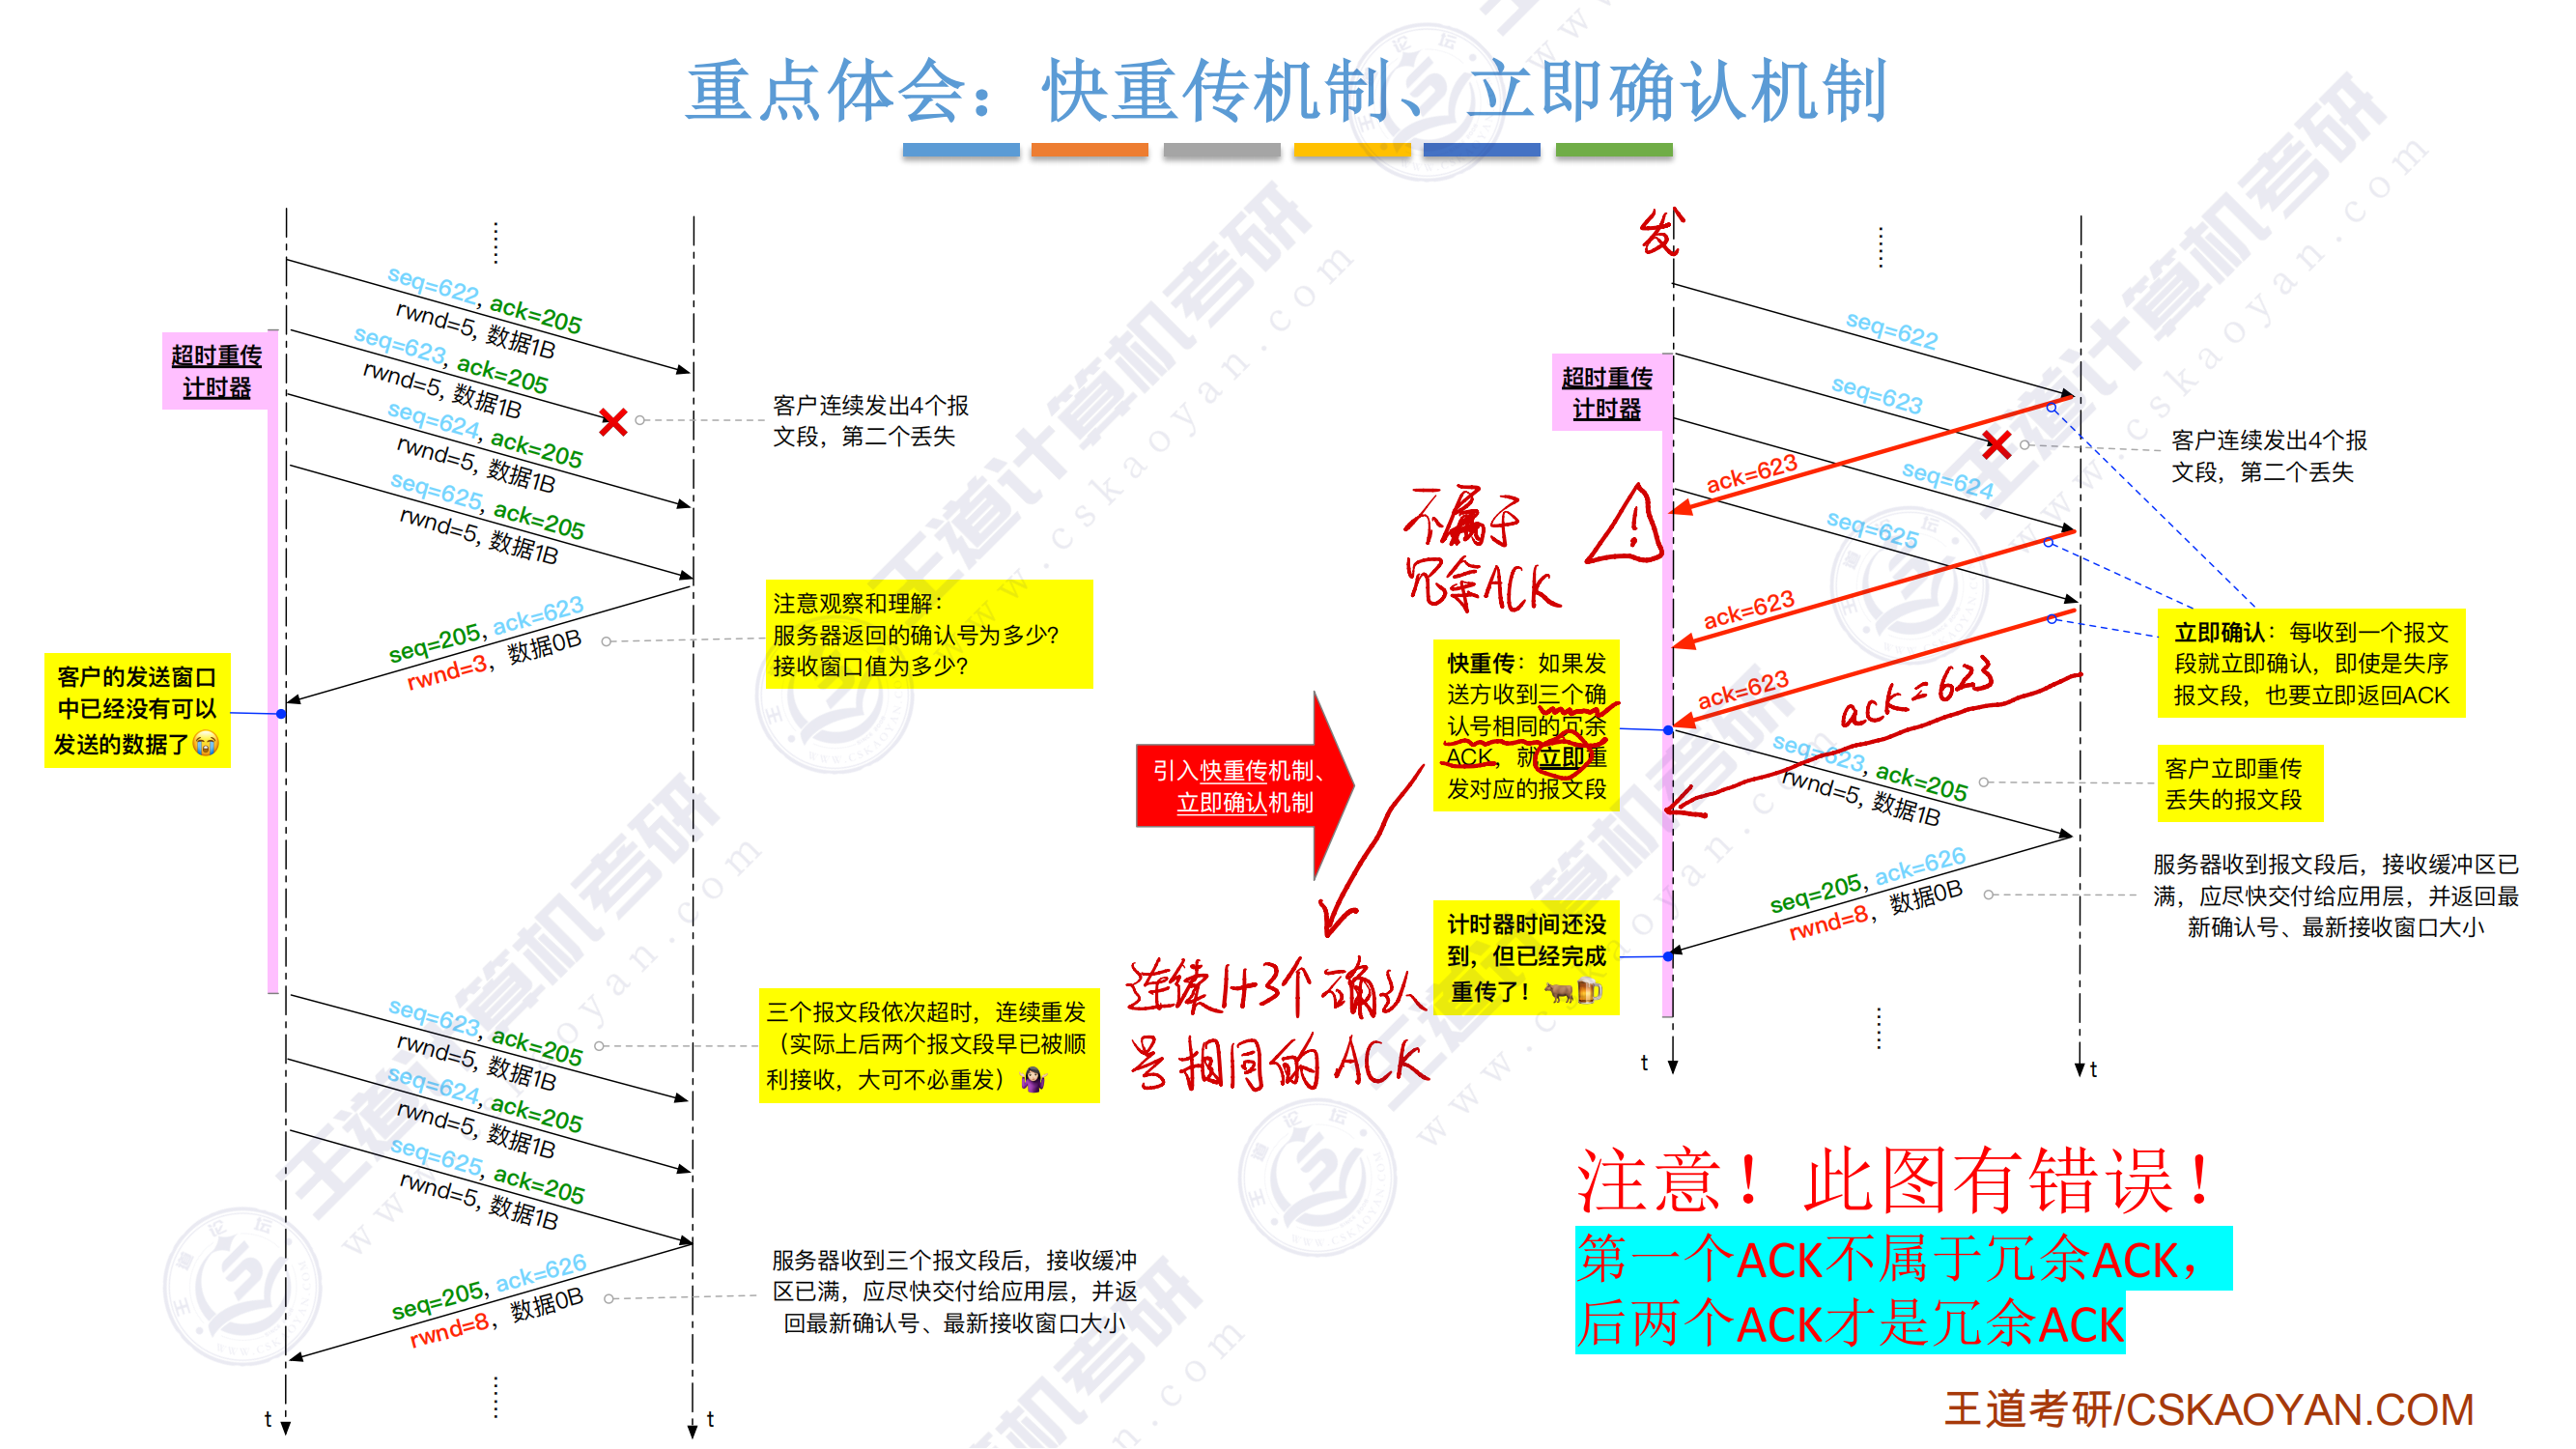 重点体会：快重传机制、立即确认机制
……
seq=622, ack=205
rwnd=5, 数据1B
超时重传
计时器
seq=623, ack=205
rwnd=5, 数据1B
seq=624, ack=205
rwnd=5, 数据1B
seq=625, ack=205
rwnd=5, 数据1B
客户连续发出4个报
文段，第二个丢失
注意观察和理解：
服务器返回的确认号为多少？
接收窗口值为多少？
seq=205, ack=623
rwnd=3，数据0B
客户的发送窗口
中已经没有可以
发送的数据了😭
seq=623, ack=205
rwnd=5, 数据1B
seq=624, ack=205
rwnd=5, 数据1B
seq=625, ack=205
rwnd=5, 数据1B
三个报文段依次超时，连续重发
（实际上后两个报文段早已被顺
利接收，大可不必重发）🤷🏻‍♀️
seq=205, ack=626
rwnd=8，数据0B
服务器收到三个报文段后，接收缓冲
区已满，应尽快交付给应用层，并返
回最新确认号、最新接收窗口大小
……
t
t
引入快重传机制、
立即确认机制
发
……
seq=622
超时重传
计时器
seq=623
ack=623
seq=624
seq=625
客户连续发出4个报
文段，第二个丢失
不属于
冗余ACK
!
ack=623
ack=623
立即确认：每收到一个报文
段就立即确认，即使是失序
报文段，也要立即返回ACK
快重传：如果发
送方收到三个确
认号相同的冗余
ACK，就立即重
发对应的报文段
ack=623
seq=623, ack=205
rwnd=5, 数据1B
客户立即重传
丢失的报文段
seq=205, ack=626
rwnd=8，数据0B
服务器收到报文段后，接收缓冲区已
满，应尽快交付给应用层，并返回最
新确认号、最新接收窗口大小
计时器时间还没
到，但已经完成
重传了！🐂🍺
连续1+3个确认
号相同的ACK
……
t
t
注意！此图有错误！
第一个ACK不属于冗余ACK，
后两个ACK才是冗余ACK
王道考研/CSKAOYAN.COM
王道计算机考研
www.cskaoyan.com